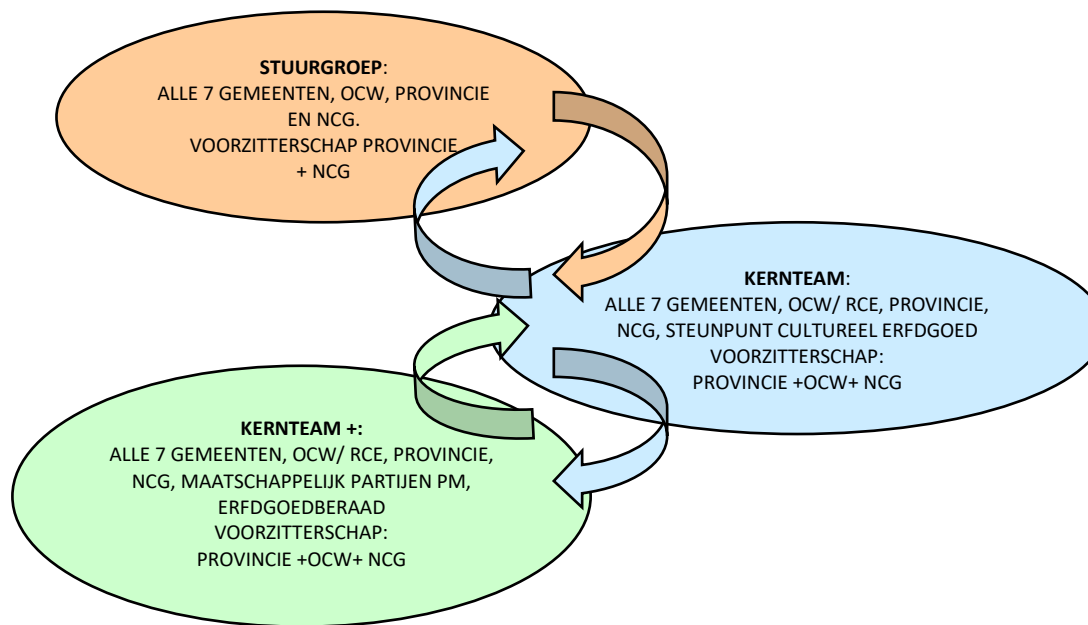 STUURGROEP:
ALLE 7 GEMEENTEN, OCW, PROVINCIE
EN NCG.
VOORZITTERSCHAP PROVINCIE
+ NCG
KERNTEAM:
ALLE 7 GEMEENTEN, OCW/ RCE, PROVINCIE,
NCG, STEUNPUNT CULTUREEL ERFDGOED
VOORZITTERSCHAP:
PROVINCIE +OCW+ NCG
KERNTEAM +:
ALLE 7 GEMEENTEN, OCW/ RCE, PROVINCIE,
NCG, MAATSCHAPPELIJK PARTIJEN PM,
ERFDGOEDBERAAD
VOORZITTERSCHAP:
PROVINCIE +OCW+ NCG